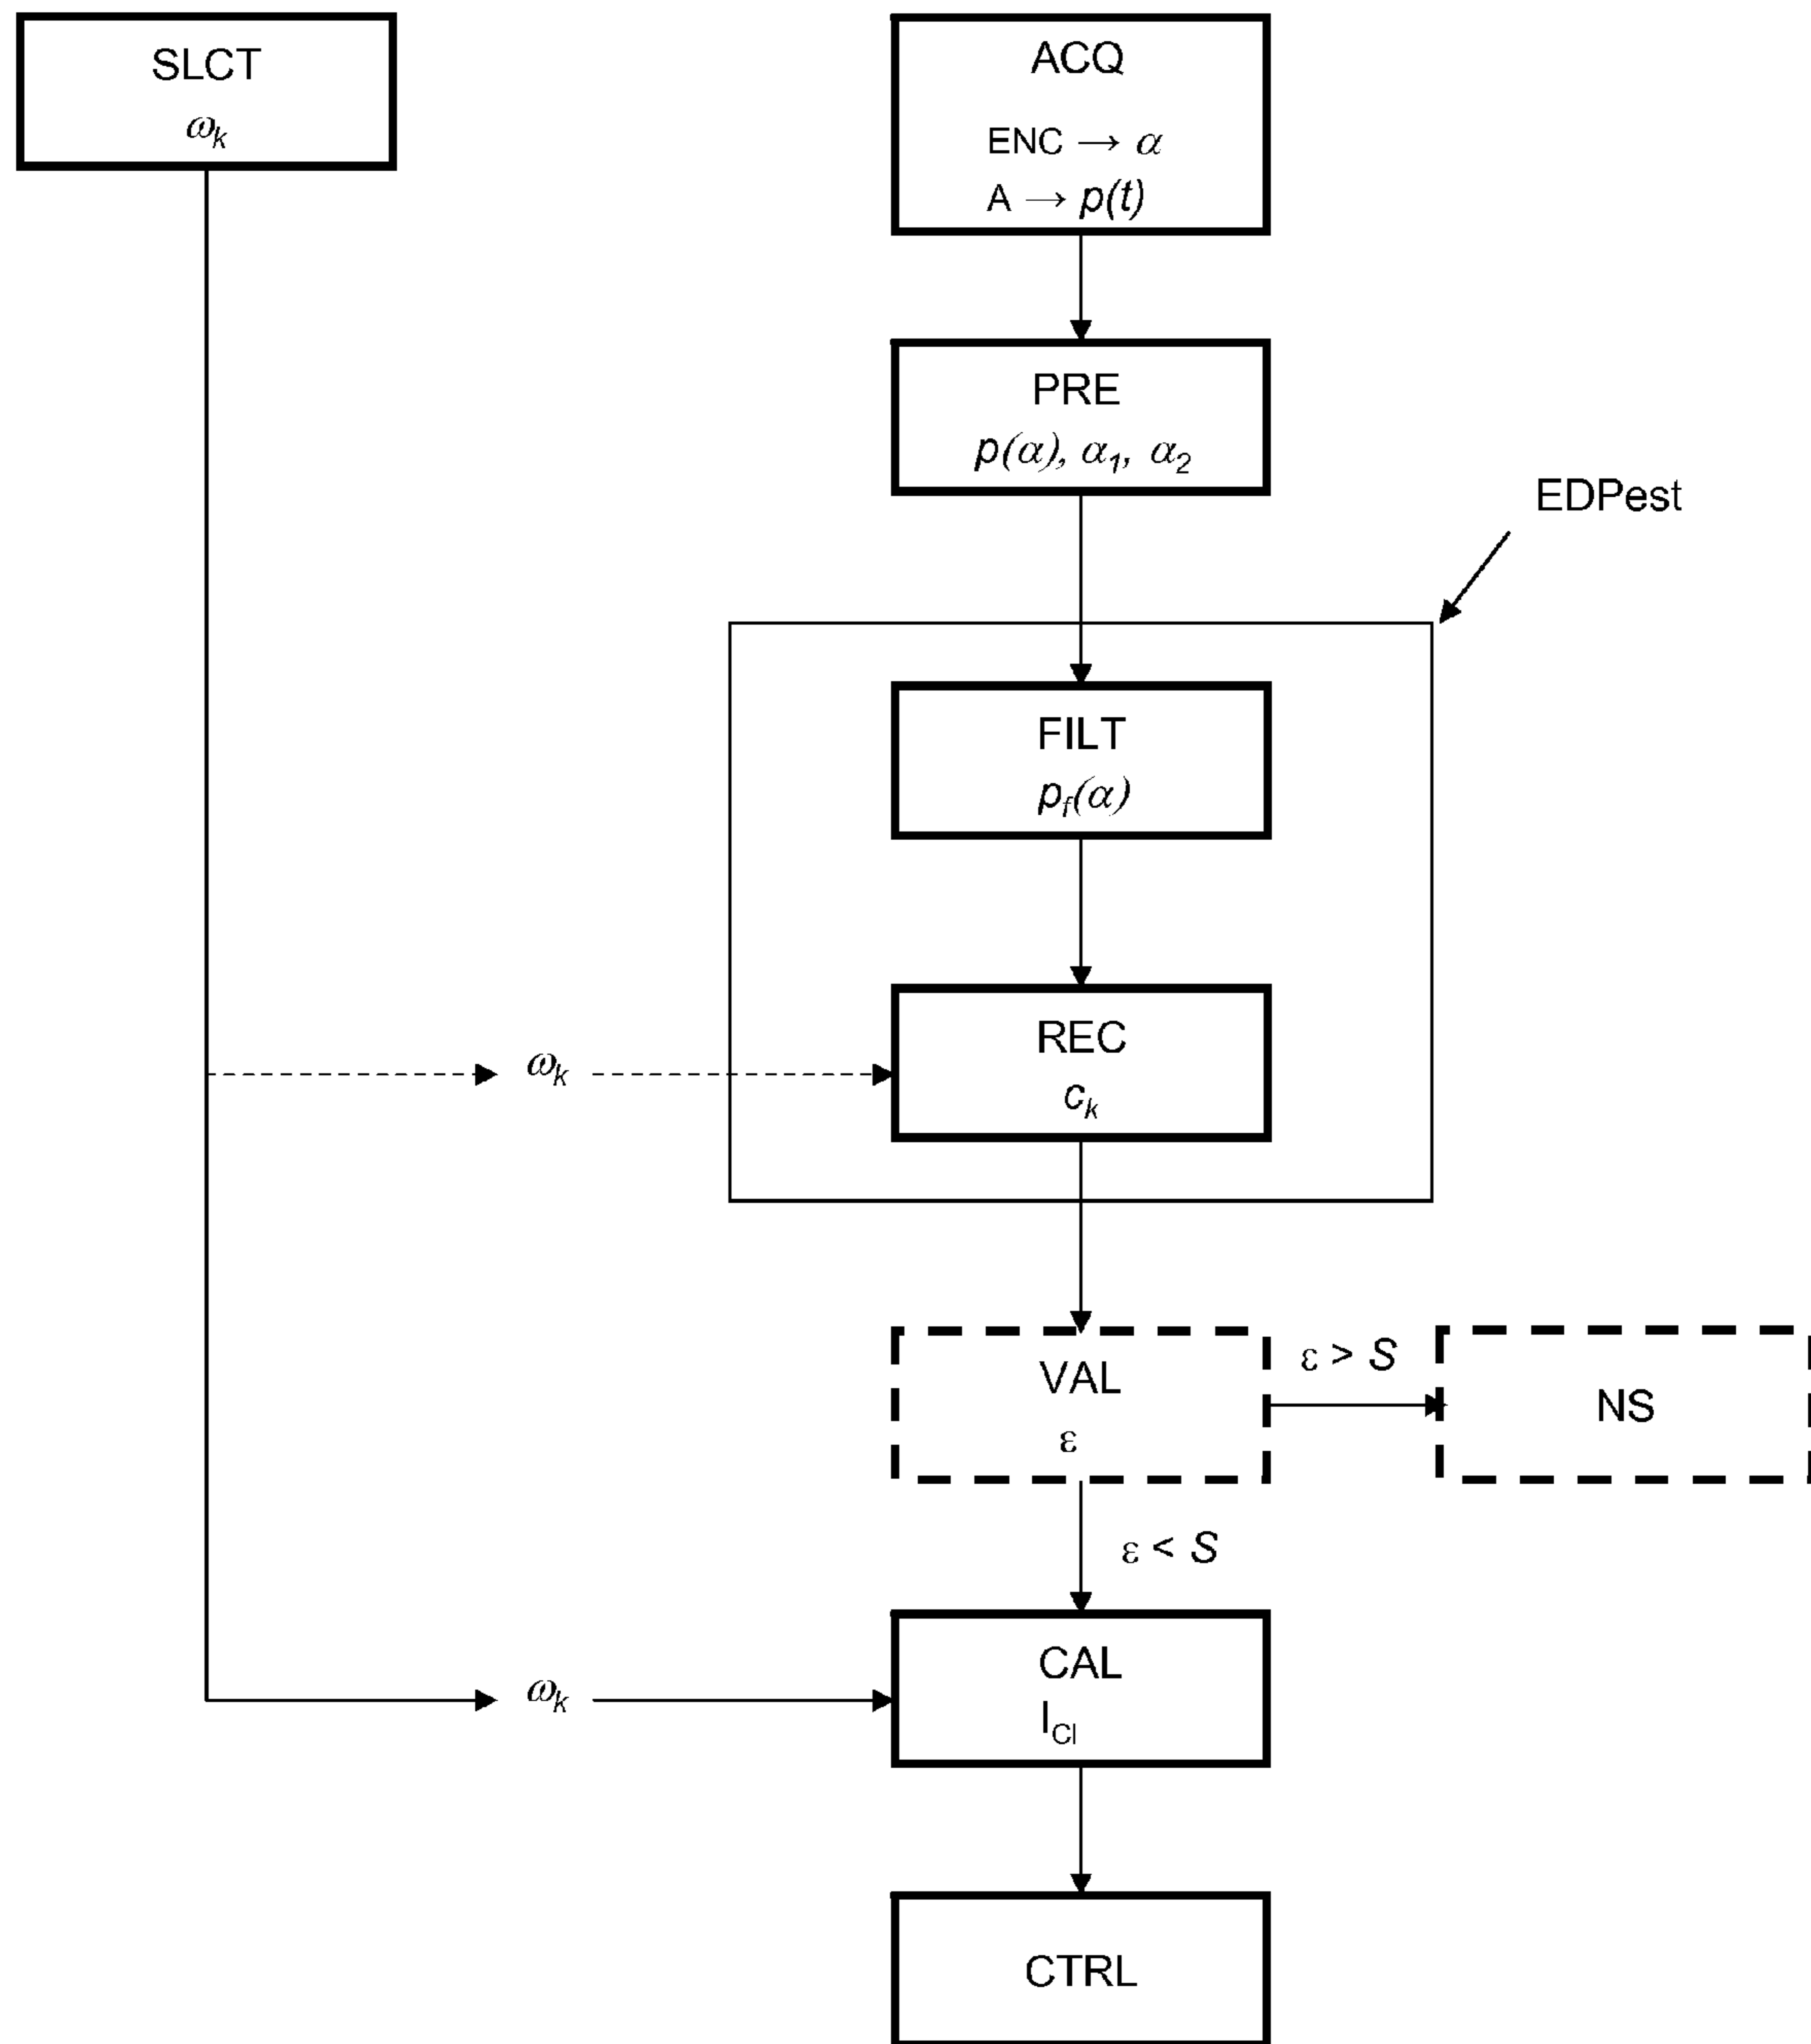 SLCT
ωk
ACQ
ENC → α
A → p(t)
PRE
p(α), α1, α2
EDPest
FILT
pf(α)
REC
ck
ωk
VAL
ε
ε > S
NS
ε < S
CAL
ICl
ωk
CTRL